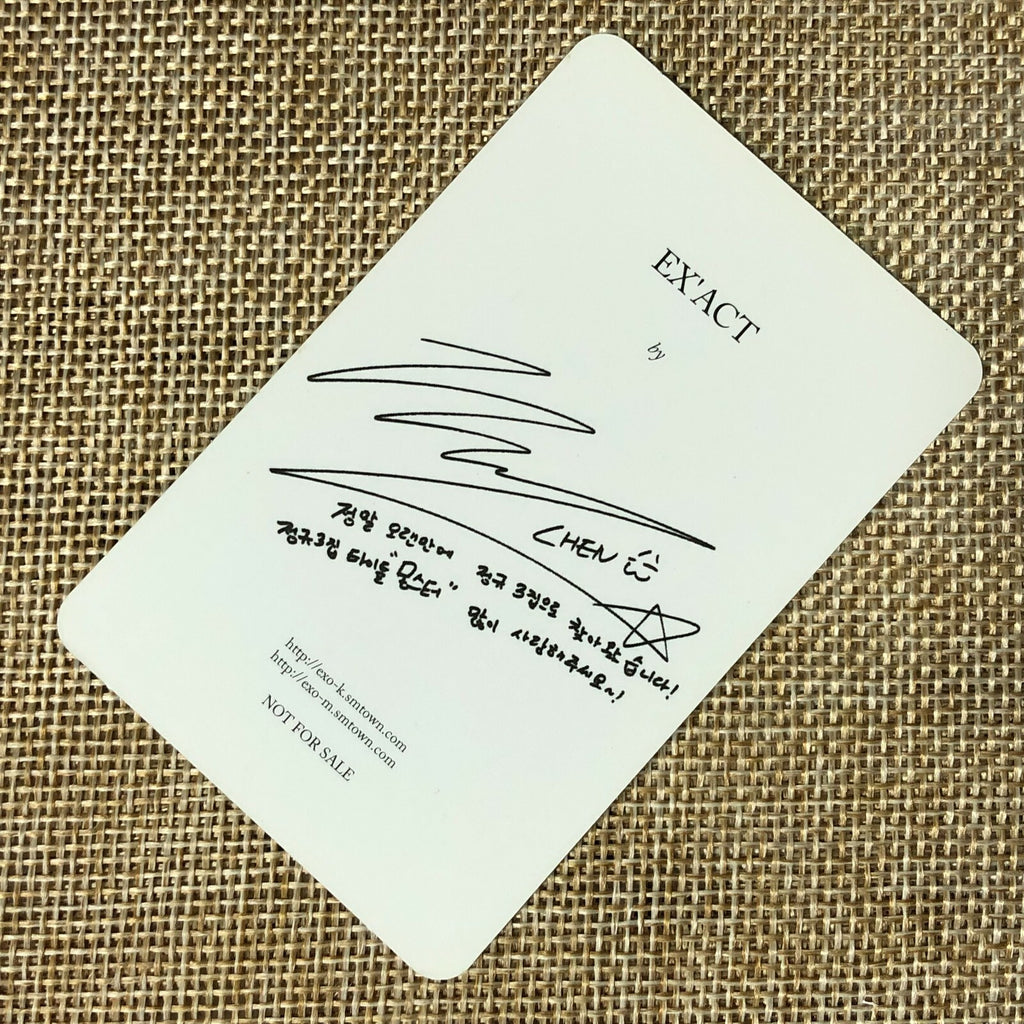 EX'ACT
by
CHEN
정말 오랜만에 정규 3집으로 찾아왔습니다!
정규3집 타이틀 "몬스터" 많이 사랑해주세요~!
http://exo-k.smtown.com
http://exo-m.smtown.com
NOT FOR SALE